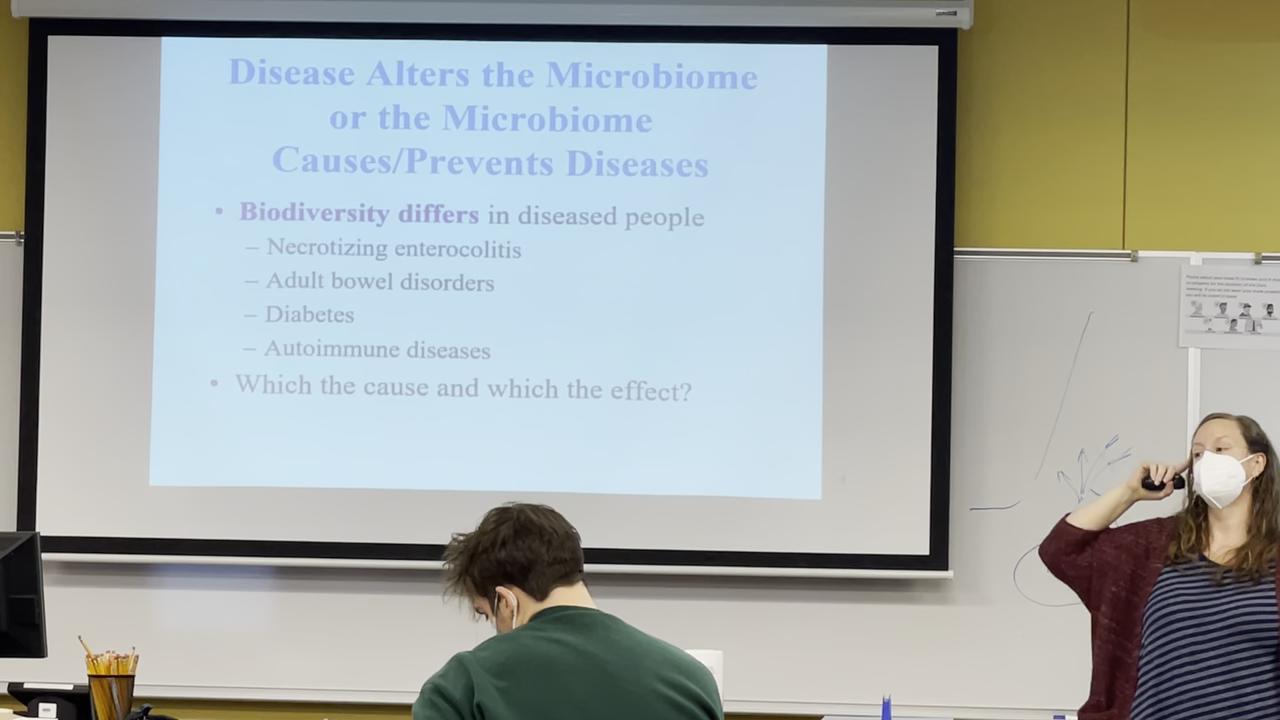 Disease Alters the Microbiome
or the Microbiome
Causes/Prevents Diseases
• Biodiversity differs in diseased people
– Necrotizing enterocolitis
– Adult bowel disorders
– Diabetes
– Autoimmune diseases
• Which the cause and which the effect?